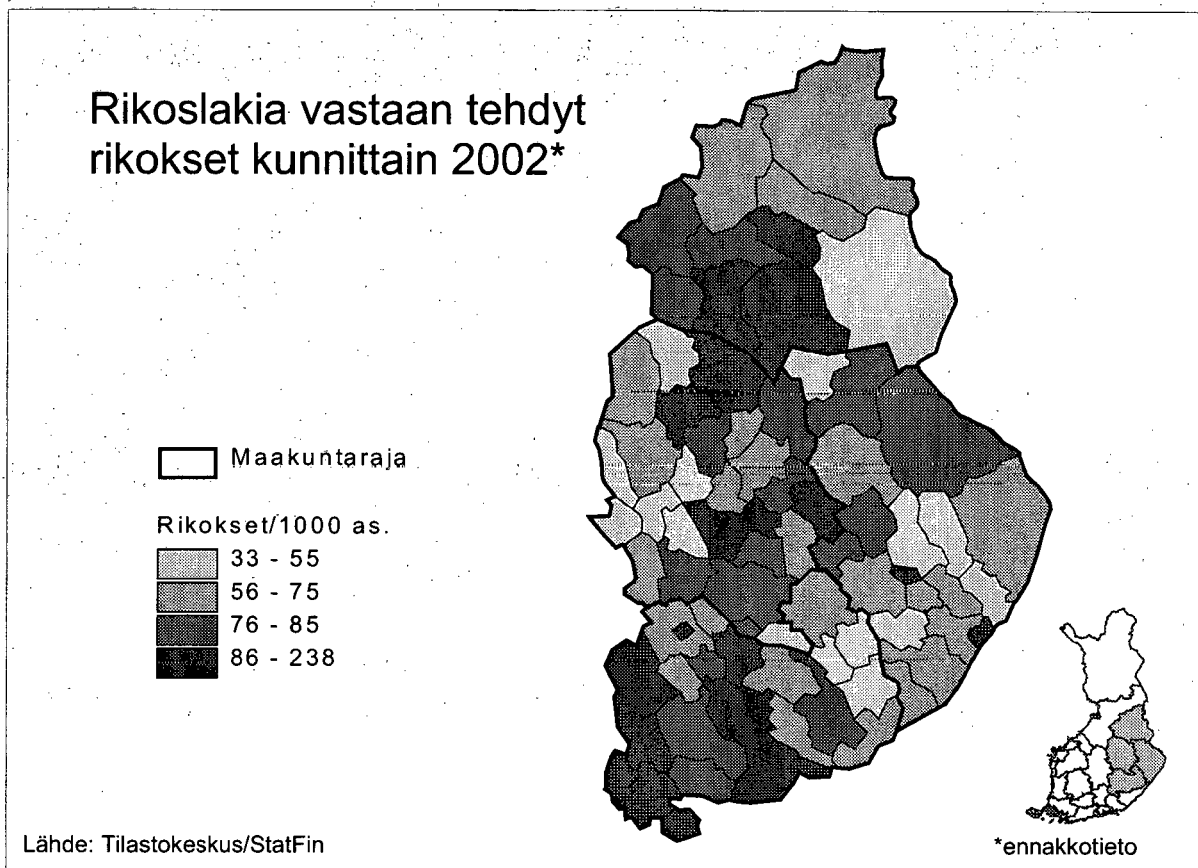 Rikoslakia vastaan tehdyt
rikokset kunnittain 2002*
Maakuntaraja
Rikokset/1000 as.
33 - 55
56 - 75
76 - 85
86 - 238
Lähde: Tilastokeskus/StatFin
*ennakkotieto